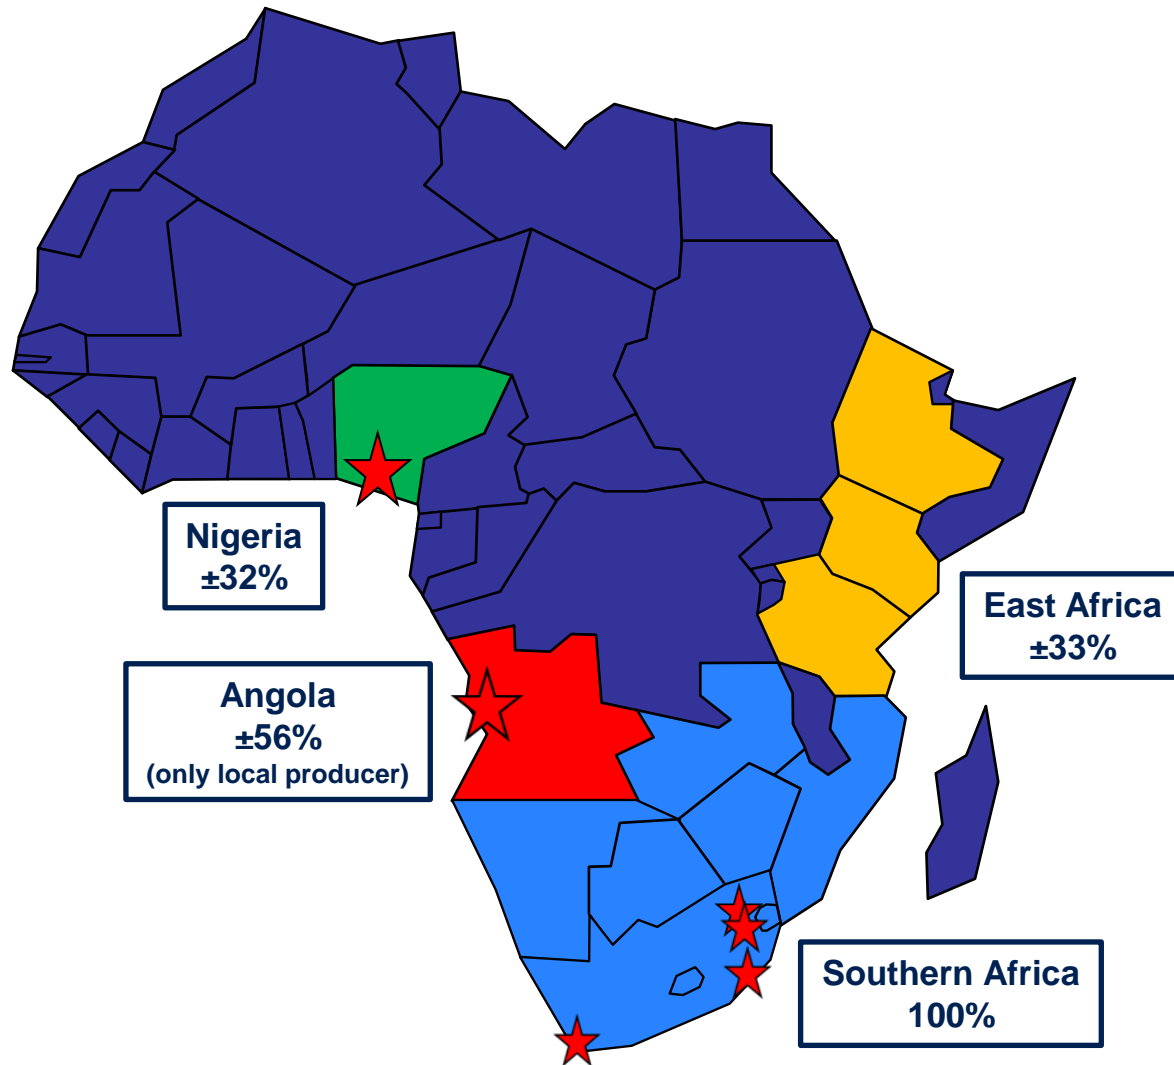 Nigeria
±32%
Angola
±56%
(only local producer)
East Africa
±33%
Southern Africa
100%